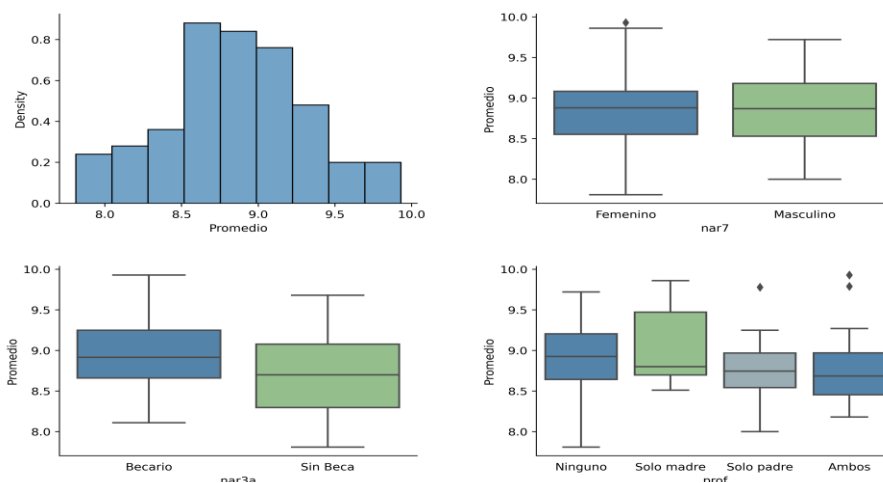 0.8
0.6
0.4
0.2
0.0
Density
8.0 8.5 9.0 9.5 10.0
Promedio
10.0
9.5
9.0
8.5
8.0
Promedio
Femenino Masculino
nar7
10.0
9.5
9.0
8.5
8.0
Promedio
Becario Sin Beca
nar3a
10.0
9.5
9.0
8.5
8.0
Promedio
Ninguno Solo madre Solo padre Ambos
prof